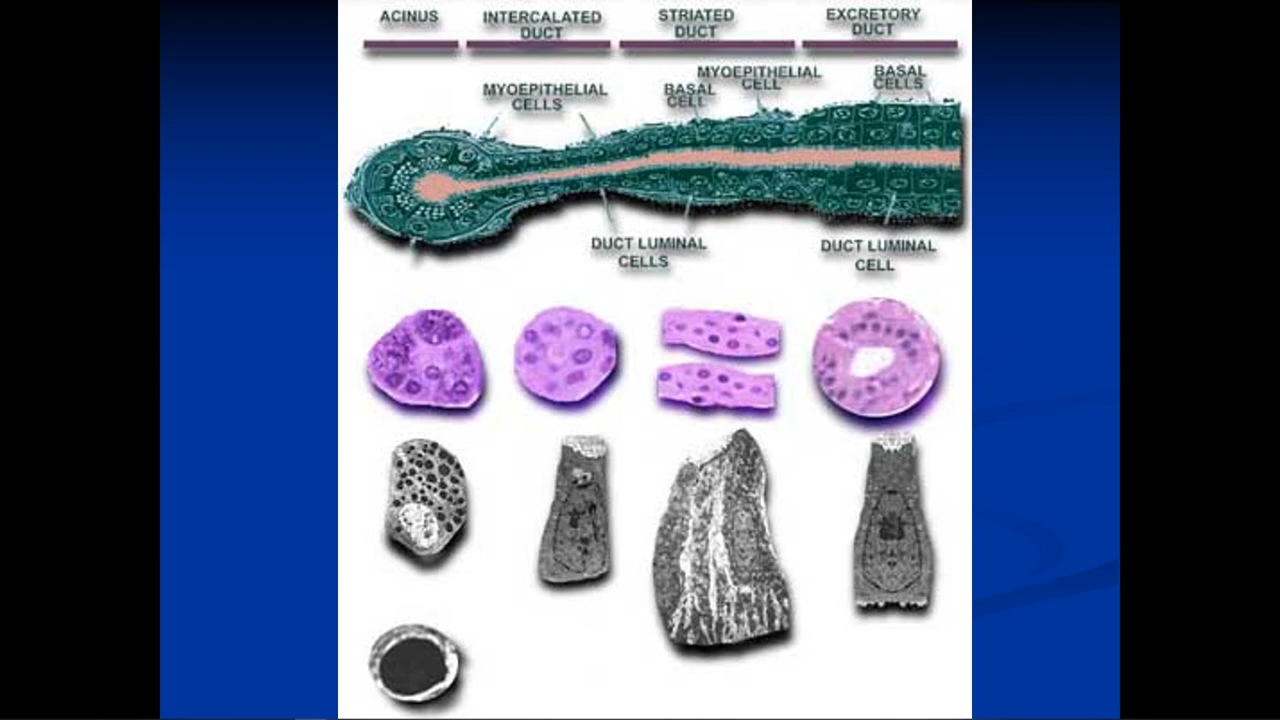 ACINUS
INTERCALATED
DUCT
STRIATED
DUCT
EXCRETORY
DUCT
MYOEPITHELIAL
CELLS
BASAL
CELL
MYOEPITHELIAL
CELL
BASAL
CELLS
DUCT LUMINAL
CELLS
DUCT LUMINAL
CELL